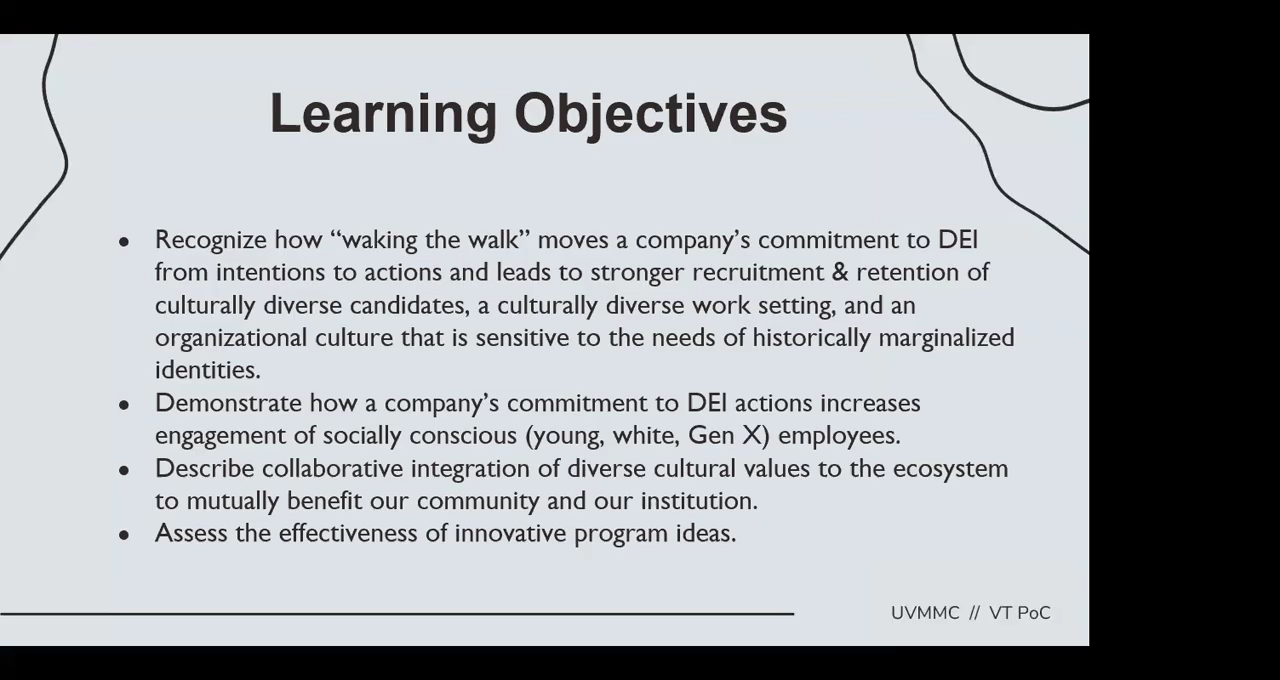 Learning Objectives
● Recognize how “waking the walk” moves a company’s commitment to DEI
from intentions to actions and leads to stronger recruitment & retention of
culturally diverse candidates, a culturally diverse work setting, and an
organizational culture that is sensitive to the needs of historically marginalized
identities.
● Demonstrate how a company’s commitment to DEI actions increases
engagement of socially conscious (young, white, Gen X) employees.
● Describe collaborative integration of diverse cultural values to the ecosystem
to mutually benefit our community and our institution.
● Assess the effectiveness of innovative program ideas.
UVMMC // VT PoC